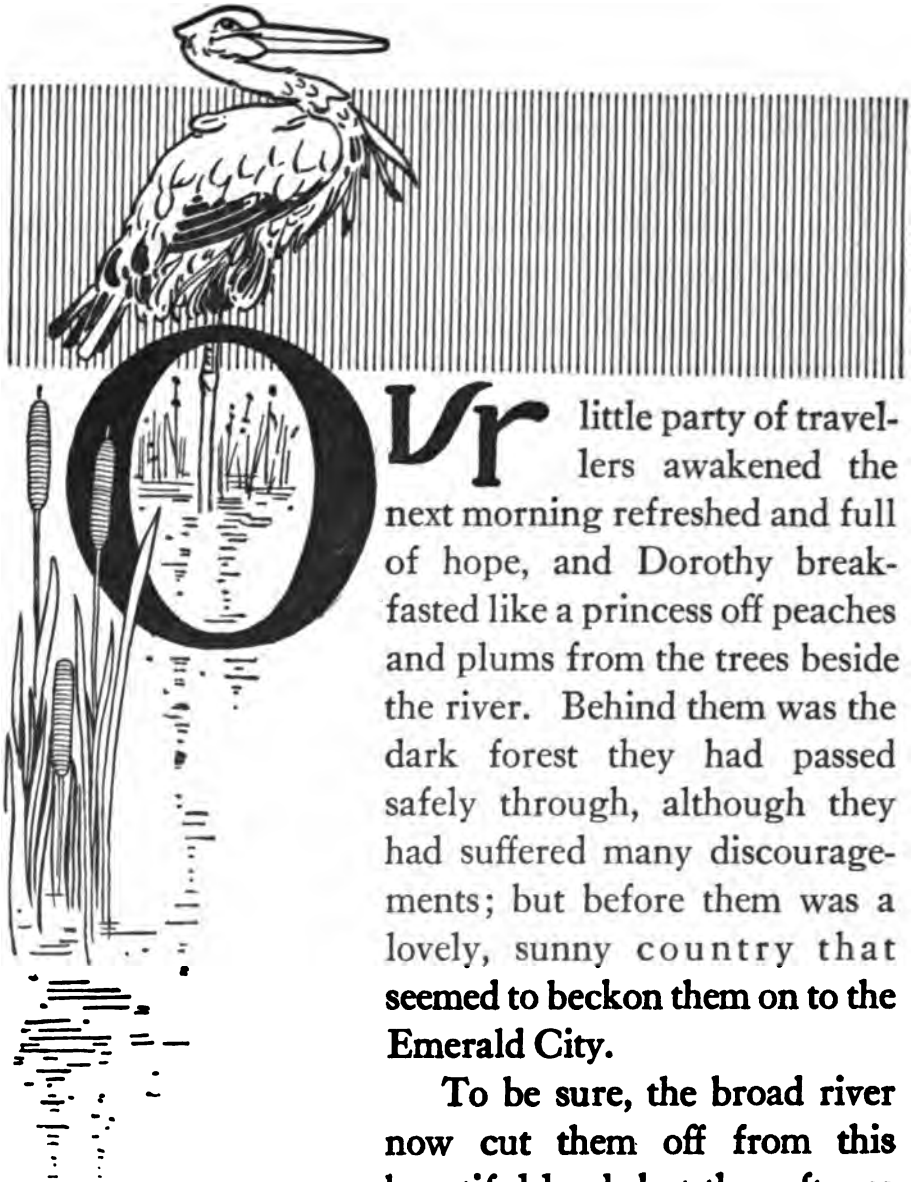 Our little party of travel-
lers awakened the
next morning refreshed and full
of hope, and Dorothy break-
fasted like a princess off peaches
and plums from the trees beside
the river. Behind them was the
dark forest they had passed
safely through, although they
had suffered many discourage-
ments; but before them was a
lovely, sunny country that
seemed to beckon them on to the
Emerald City.
To be sure, the broad river
now cut them off from this